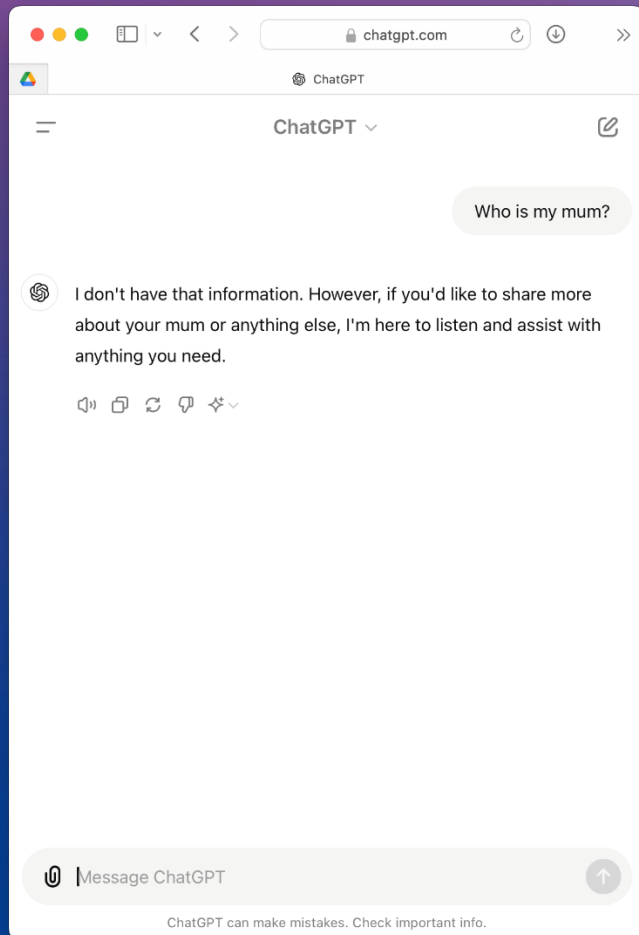 chatgpt.com
ChatGPT
ChatGPT
Who is my mum?
I don't have that information. However, if you'd like to share more
about your mum or anything else, I'm here to listen and assist with
anything you need.
Message ChatGPT
ChatGPT can make mistakes. Check important info.